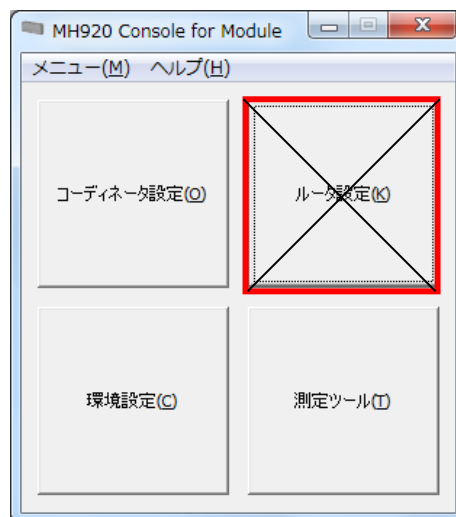 MH920 Console for Module
メニュー(M) ヘルプ(H)
コーディネータ設定(O)
ルータ設定(K)
環境設定(C)
測定ツール(T)